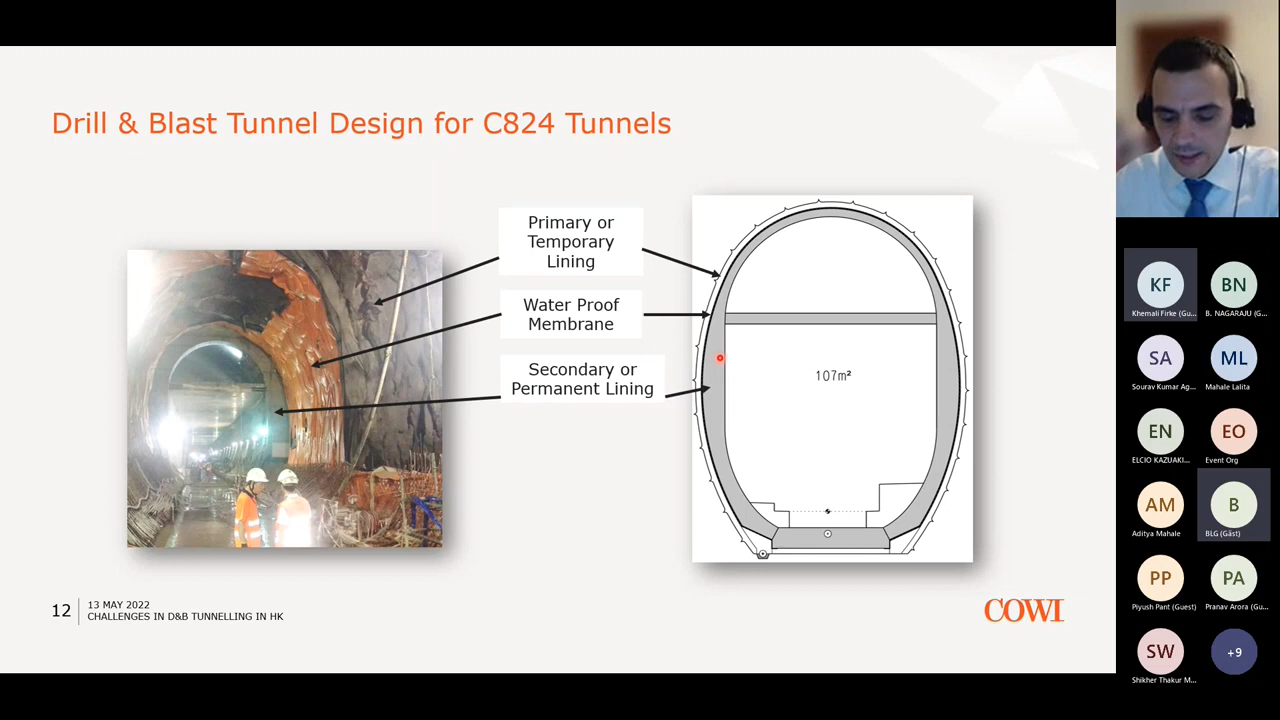 Drill & Blast Tunnel Design for C824 Tunnels
Primary or
Temporary
Lining
Water Proof
Membrane
Secondary or
Permanent Lining
107m²
12
13 MAY 2022
CHALLENGES IN D&B TUNNELLING IN HK
COWI
KF
Khemali Firke (Gu...
BN
B. NAGARAJU (G...
SA
Sourav Kumar Ag...
ML
Mahale Lalita
EN
ELCIO KAZUAKI...
EO
Event Org
AM
Aditya Mahale
B
BLG (Gäst)
PP
Piyush Pant (Guest)
PA
Pranav Arora (Gu...
SW
Shikher Thakur M...
+9